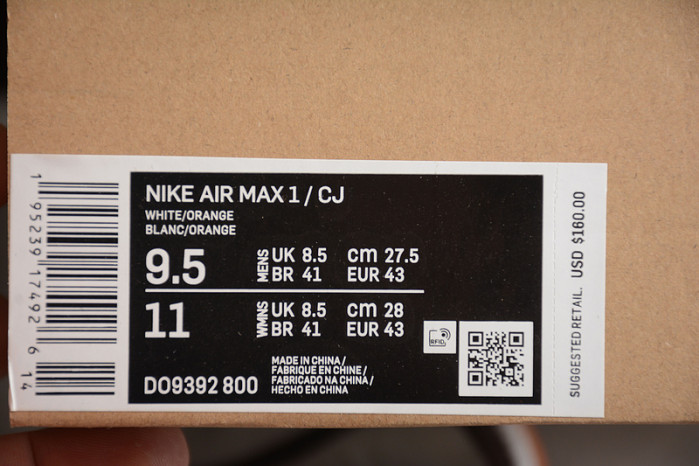 NIKE AIR MAX 1 / CJ
WHITE/ORANGE
BLANC/ORANGE
9.5 MENS UK 8.5 cm 27.5
BR 41 EUR 43
11 WMNS UK 8.5 cm 28
BR 41 EUR 43
DO9392 800
MADE IN CHINA /
FABRIQUE EN CHINE /
FABRICADO NA CHINA /
HECHO EN CHINA
RFID
SUGGESTED RETAIL. USD $160.00
1 95239 17492 6 14